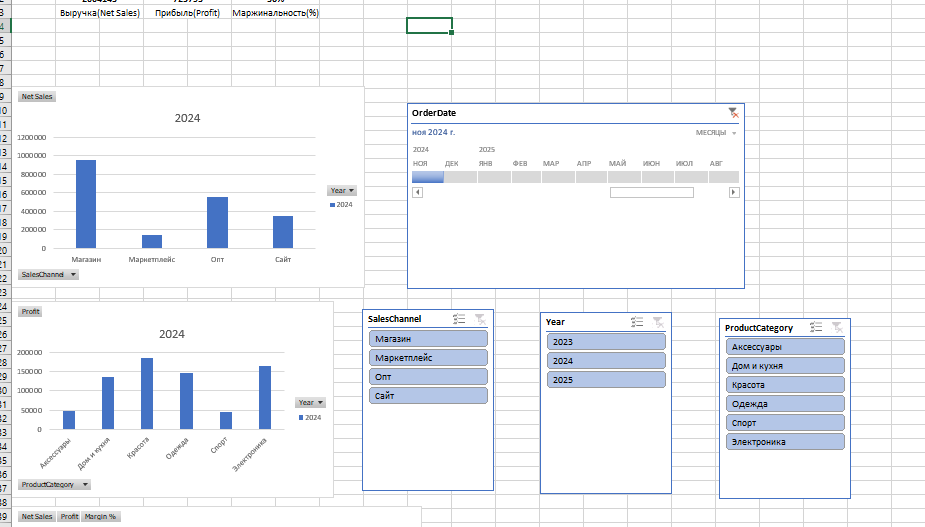 Выручка(Net Sales) Прибыль(Profit) Маржинальность(%)
Net Sales
2024
1200000
1000000
800000
600000
400000
200000
0
Магазин Маркетплейс Опт Сайт
Year
2024
SalesChannel
OrderDate
ноя 2024 г. МЕСЯЦЫ
2024 2025
НОЯ ДЕК ЯНВ ФЕВ МАР АПР МАЙ ИЮН ИЮЛ АВГ
Profit
2024
200000
150000
100000
50000
0
Аксессуары Дом и кухня Красота Одежда Спорт Электроника
Year
2024
ProductCategory
SalesChannel
Магазин
Маркетплейс
Опт
Сайт
Year
2023
2024
2025
ProductCategory
Аксессуары
Дом и кухня
Красота
Одежда
Спорт
Электроника
Net Sales Profit Margin %